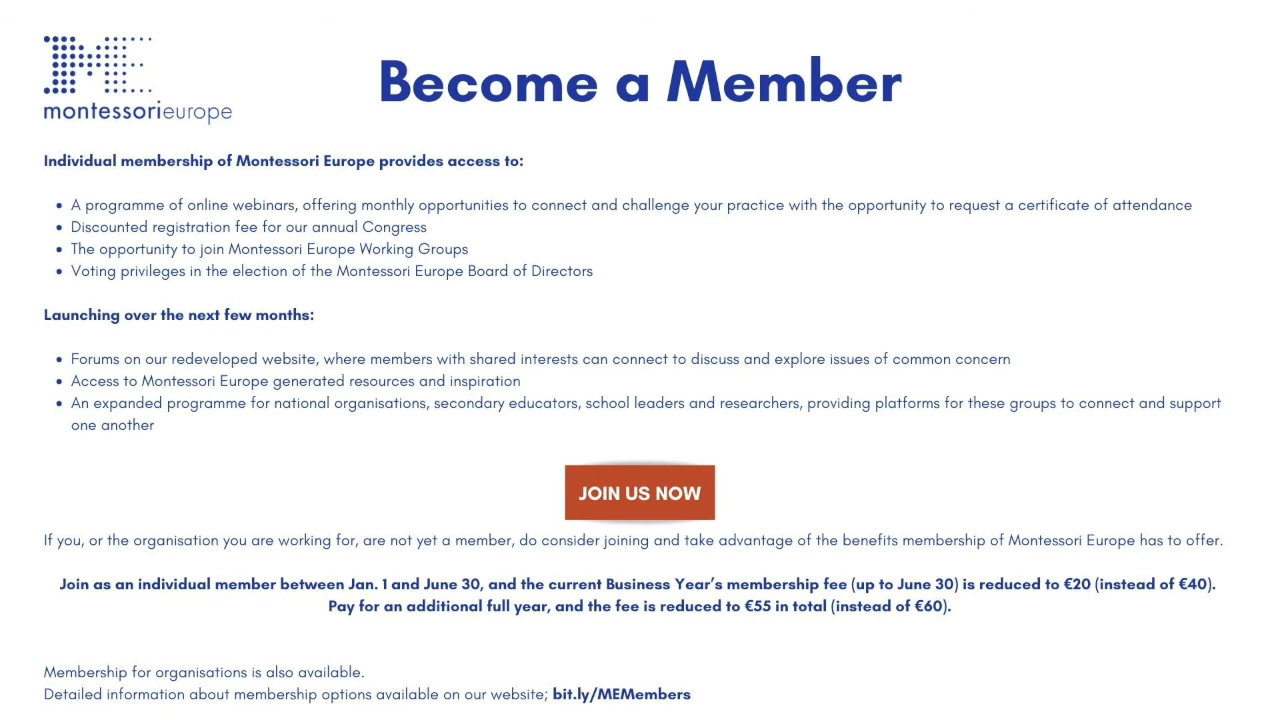 ME
montessorieurope
Become a Member
Individual membership of Montessori Europe provides access to:
• A programme of online webinars, offering monthly opportunities to connect and challenge your practice with the opportunity to request a certificate of attendance
• Discounted registration fee for our annual Congress
• The opportunity to join Montessori Europe Working Groups
• Voting privileges in the election of the Montessori Europe Board of Directors
Launching over the next few months:
• Forums on our redeveloped website, where members with shared interests can connect to discuss and explore issues of common concern
• Access to Montessori Europe generated resources and inspiration
• An expanded programme for national organisations, secondary educators, school leaders and researchers, providing platforms for these groups to connect and support
one another
JOIN US NOW
If you, or the organisation you are working for, are not yet a member, do consider joining and take advantage of the benefits membership of Montessori Europe has to offer.
Join as an individual member between Jan. 1 and June 30, and the current Business Year's membership fee (up to June 30) is reduced to €20 (instead of €40).
Pay for an additional full year, and the fee is reduced to €55 in total (instead of €60).
Membership for organisations is also available.
Detailed information about membership options available on our website; bit.ly/MEMembers